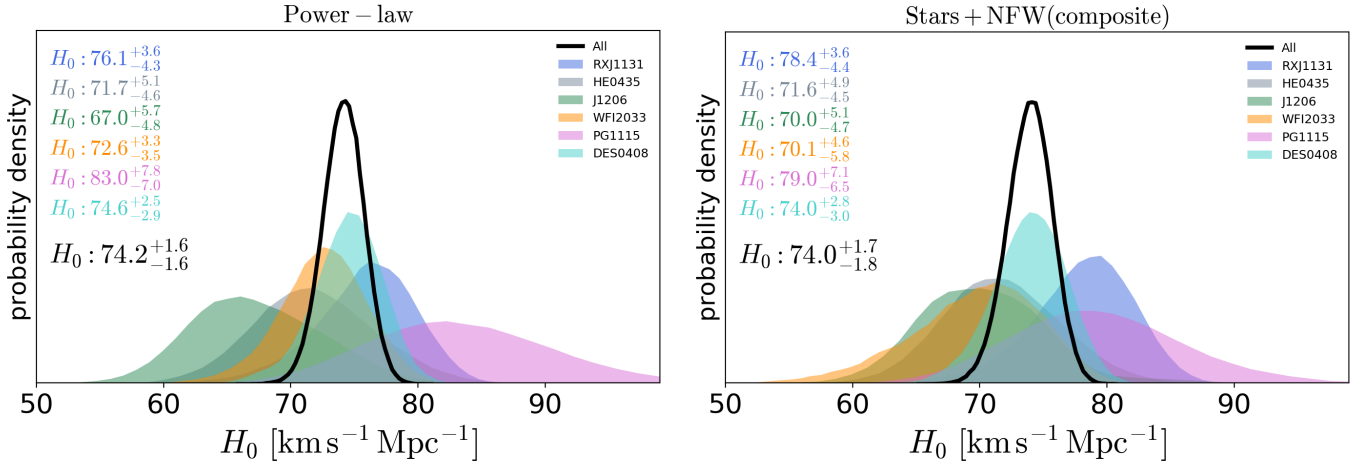 Power − law
H₀ : 76.1 +3.6 −4.3
H₀ : 71.7 +5.1 −4.6
H₀ : 67.0 +5.7 −4.8
H₀ : 72.6 +3.3 −3.5
H₀ : 83.0 +7.8 −7.0
H₀ : 74.6 +2.5 −2.9
H₀ : 74.2 +1.6 −1.6
All
RXJ1131
HE0435
J1206
WFI2033
PG1115
DES0408
probability density
50 60 70 80 90
H₀ [km s⁻¹ Mpc⁻¹]
Stars + NFW(composite)
H₀ : 78.4 +3.6 −4.4
H₀ : 71.6 +4.9 −4.5
H₀ : 70.0 +5.1 −4.7
H₀ : 70.1 +4.6 −5.8
H₀ : 79.0 +7.1 −6.5
H₀ : 74.0 +2.8 −3.0
H₀ : 74.0 +1.7 −1.8
All
RXJ1131
HE0435
J1206
WFI2033
PG1115
DES0408
probability density
50 60 70 80 90
H₀ [km s⁻¹ Mpc⁻¹]